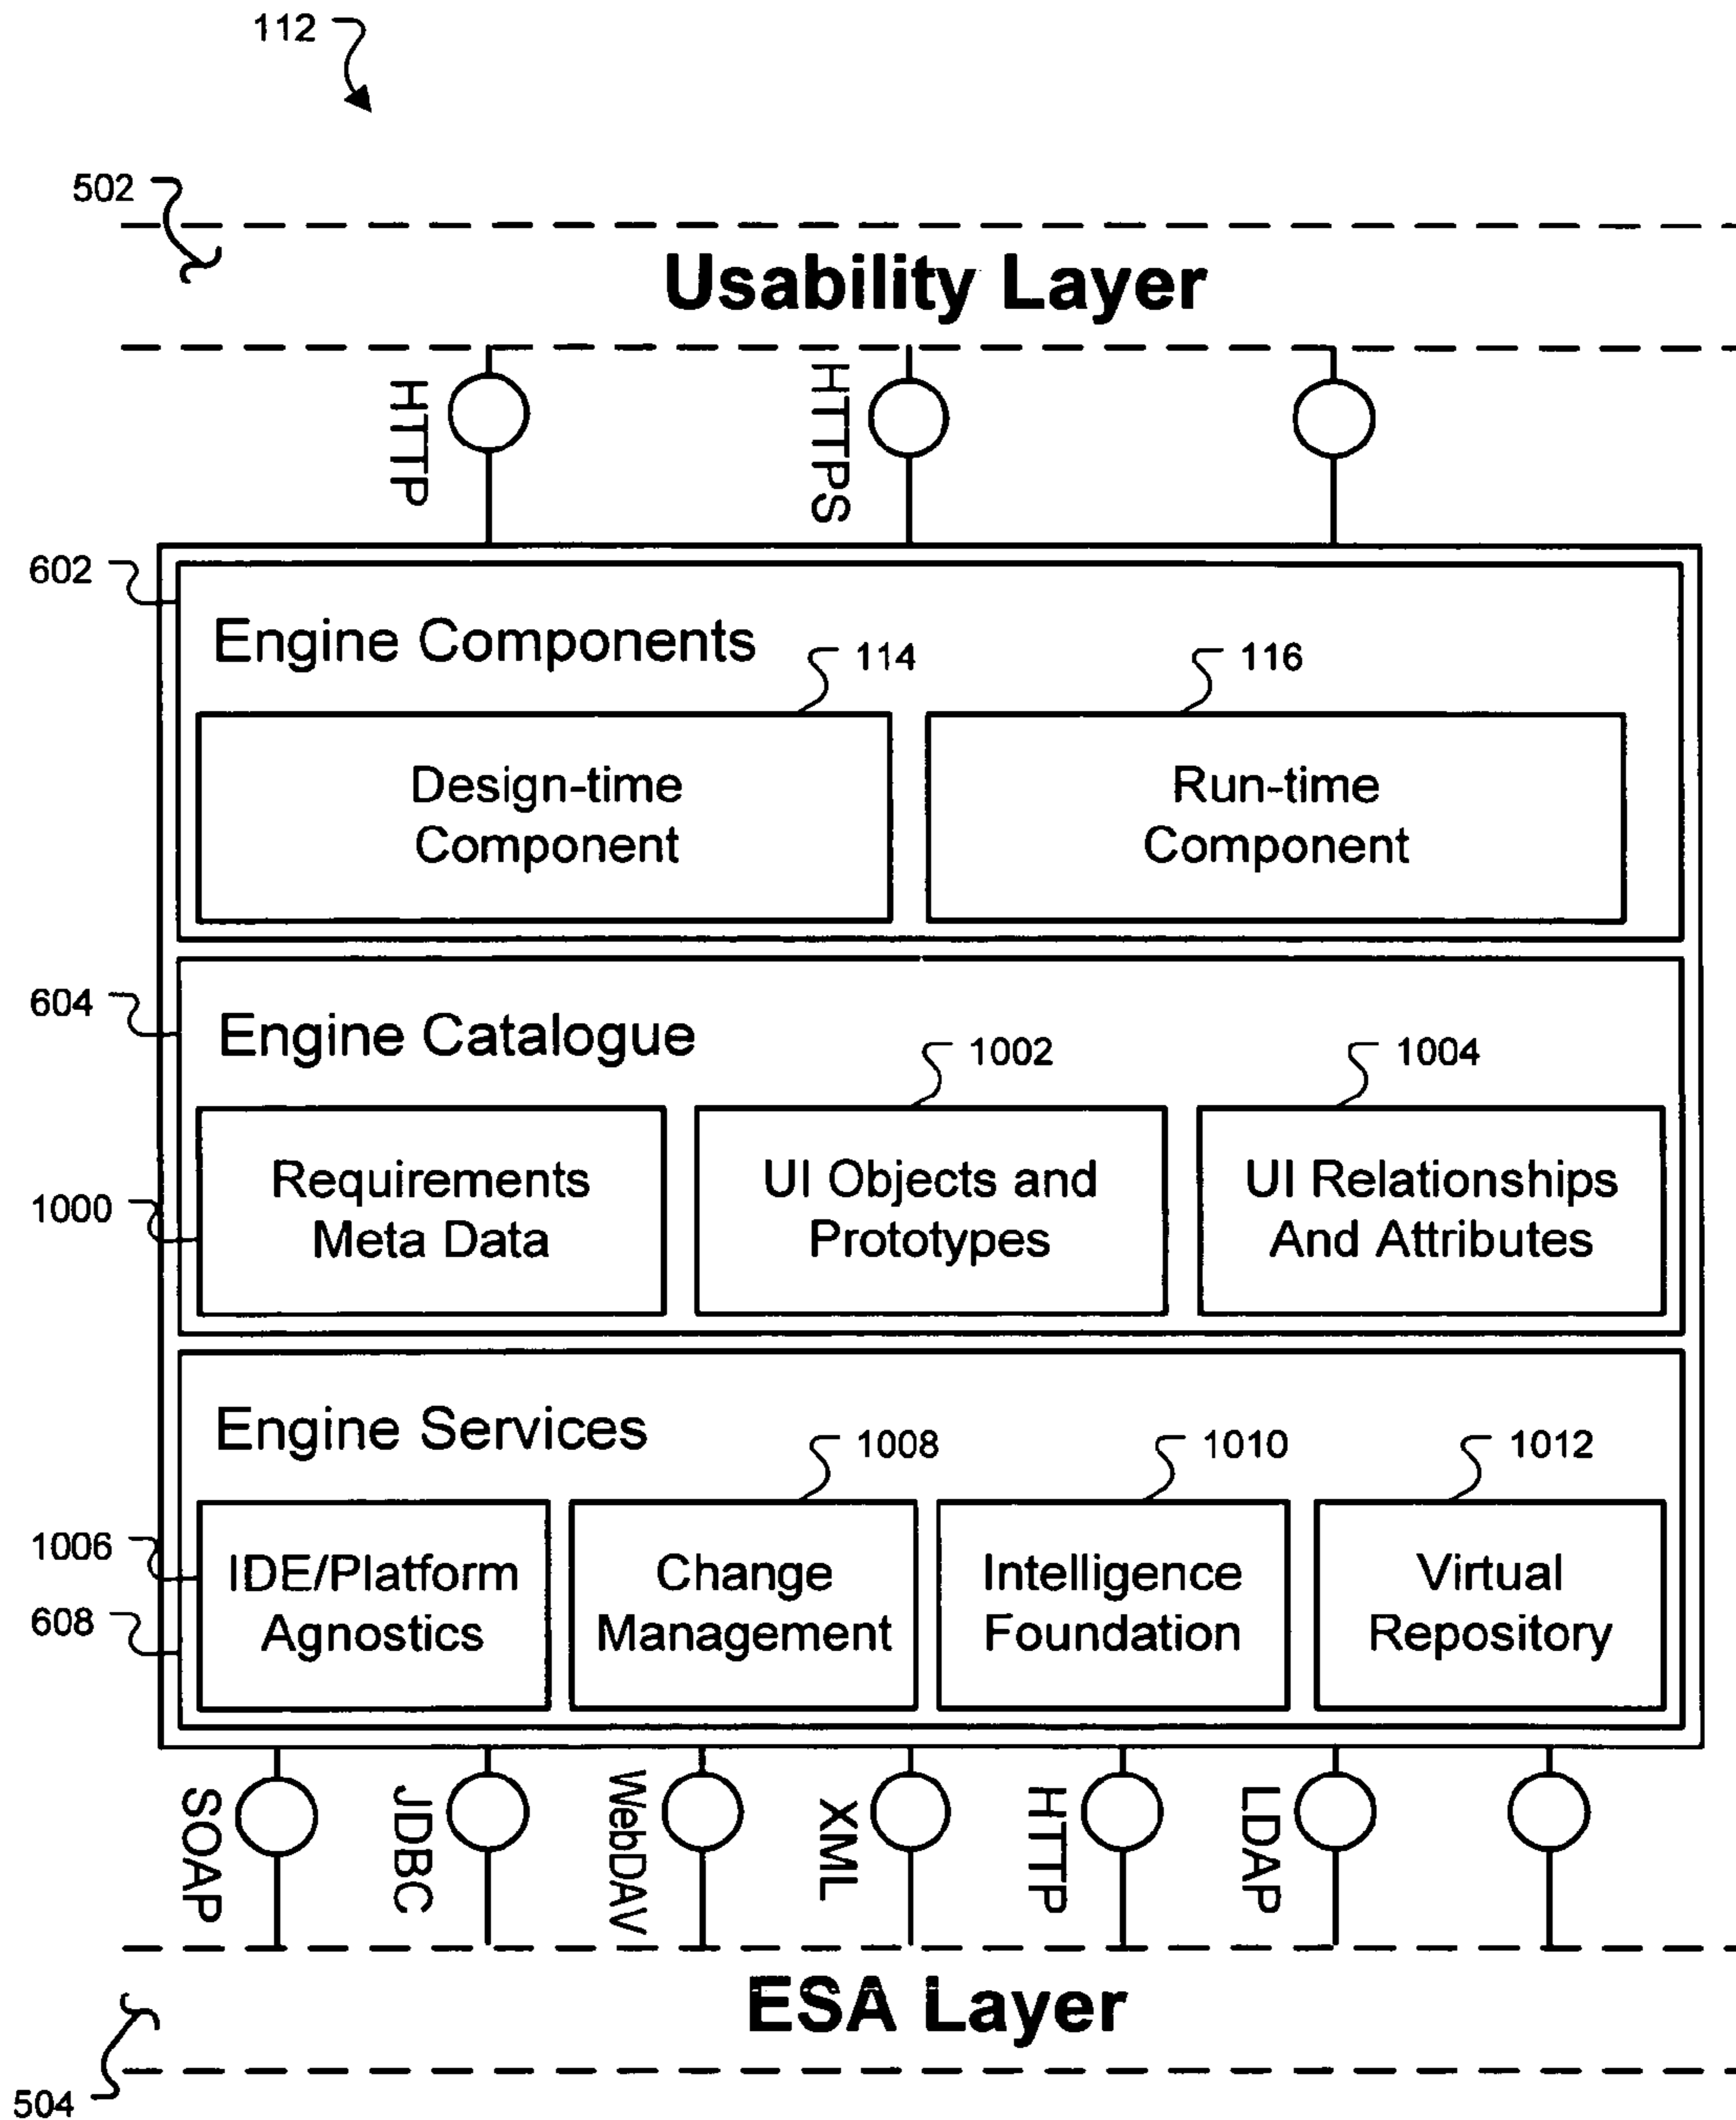 112
502
Usability Layer
HTTP
HTTPS
602
Engine Components
114
116
Design-time
Component
Run-time
Component
604
Engine Catalogue
1002
1004
1000
Requirements
Meta Data
UI Objects and
Prototypes
UI Relationships
And Attributes
Engine Services
1008
1010
1012
1006
608
IDE/Platform
Agnostics
Change
Management
Intelligence
Foundation
Virtual
Repository
SOAP
JDBC
WebDAV
XML
HTTP
LDAP
ESA Layer
504